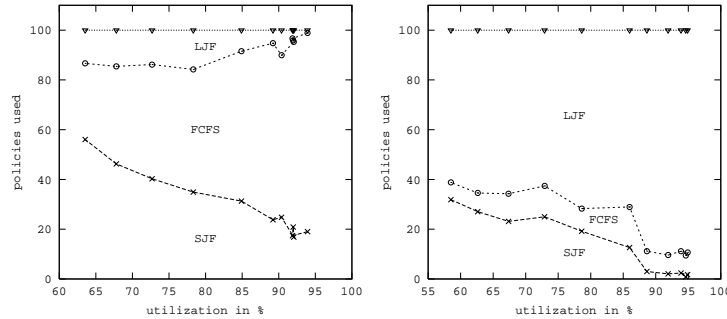 100
80
60
40
20
0
policies used
LJF
FCFS
SJF
60 65 70 75 80 85 90 95 100
utilization in %
100
80
60
40
20
0
policies used
LJF
FCFS
SJF
55 60 65 70 75 80 85 90 95 100
utilization in %